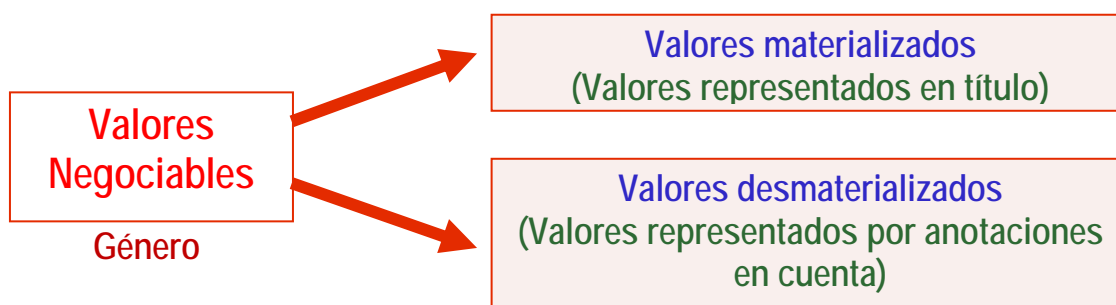 Valores
Negociables
Género
Valores materializados
(Valores representados en título)
Valores desmaterializados
(Valores representados por anotaciones
en cuenta)